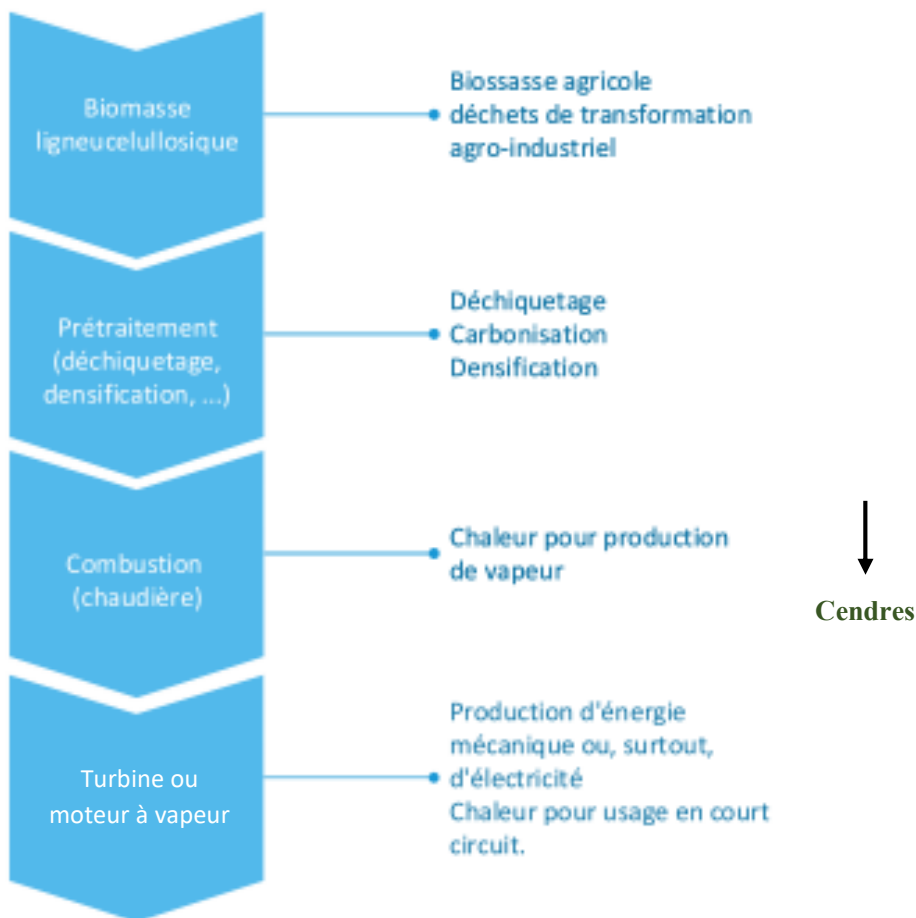 Biomasse
ligneucelullosique
Biossasse agricole
déchets de transformation
agro-industriel
Prétraitement
(déchiquetage,
densification, ...)
Déchiquetage
Carbonisation
Densification
Combustion
(chaudière)
Chaleur pour production
de vapeur
Cendres
Turbine ou
moteur à vapeur
Production d'énergie
mécanique ou, surtout,
d'électricité
Chaleur pour usage en court
circuit.